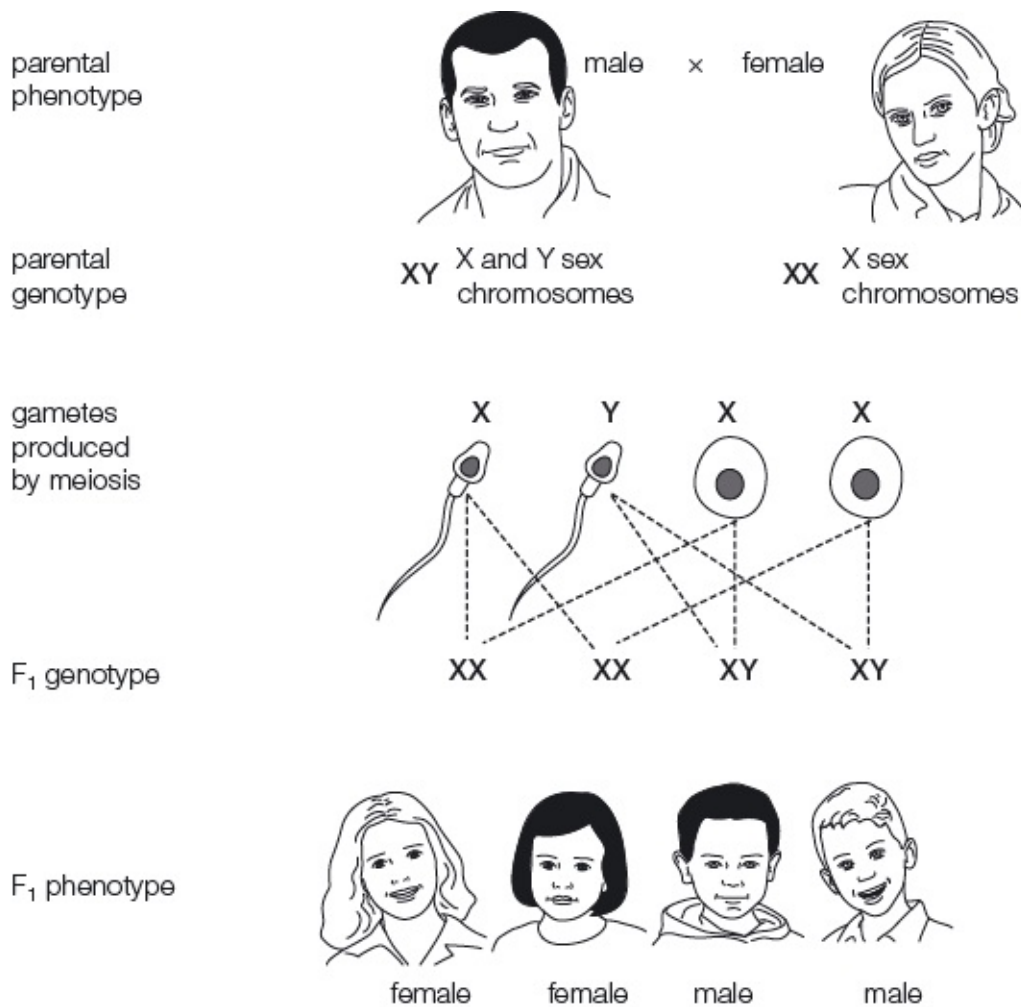 parental
phenotype
male × female
parental
genotype
XY X and Y sex
chromosomes
XX X sex
chromosomes
gametes
produced
by meiosis
X Y X X
F₁ genotype
XX XX XY XY
F₁ phenotype
female female male male